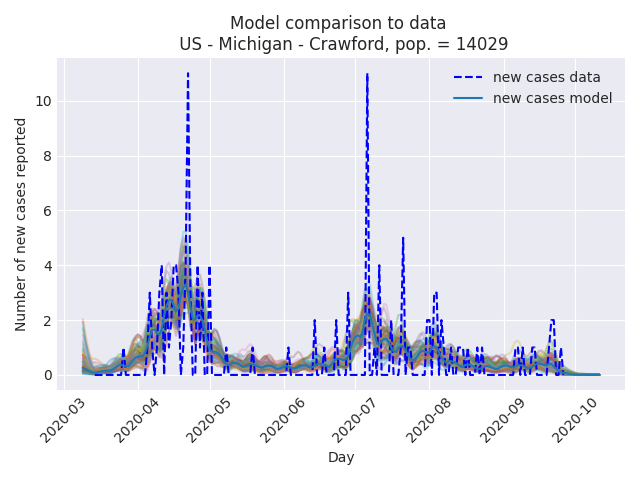 Model comparison to data
US - Michigan - Crawford, pop. = 14029
new cases data
new cases model
Number of new cases reported
10
8
6
4
2
0
2020-03
2020-04
2020-05
2020-06
2020-07
2020-08
2020-09
2020-10
Day